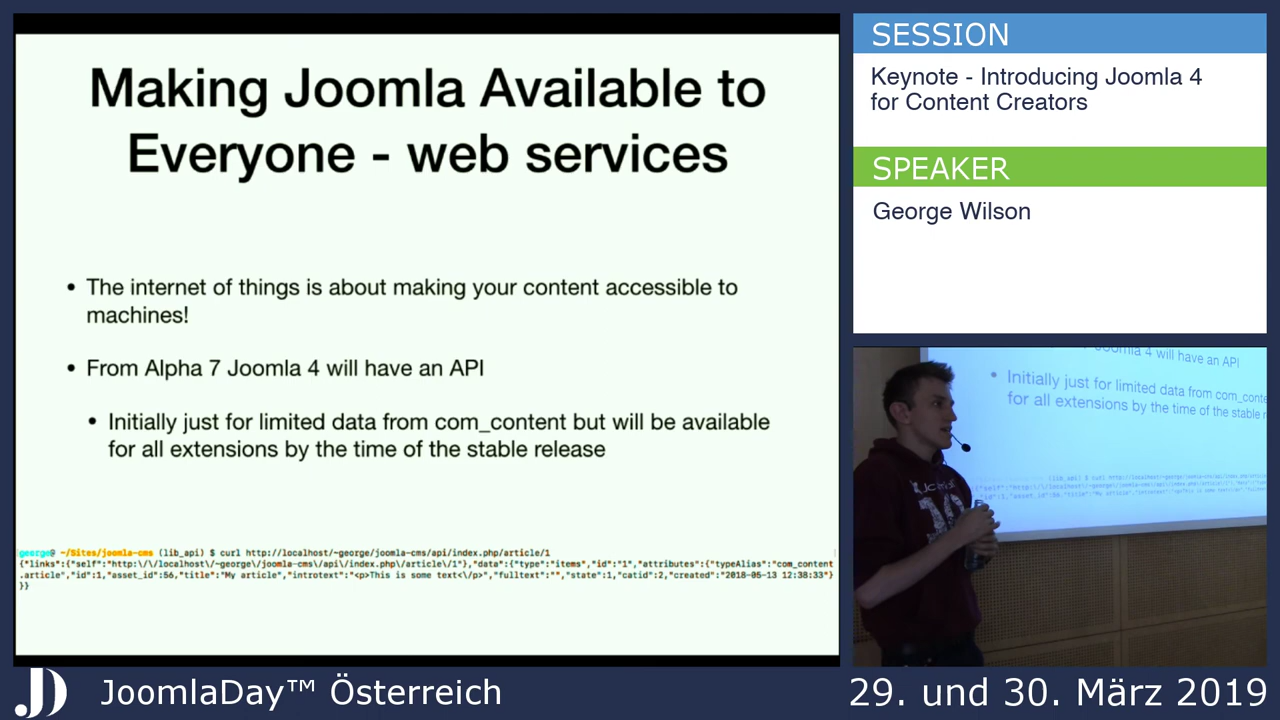 Making Joomla Available to
Everyone - web services
• The internet of things is about making your content accessible to
machines!
• From Alpha 7 Joomla 4 will have an API
• Initially just for limited data from com_content but will be available
for all extensions by the time of the stable release
george@ ~/Sites/joomla-cms (lib_api) $ curl http://localhost/~george/joomla-cms/api/index.php/article/1
{"links":{"self":"http:\/\/localhost\/~george\/joomla-cms\/api\/index.php\/article\/1"},"data":{"type":"items","id":"1","attributes":{"typeAlias":"com_content
.article","id":1,"asset_id":56,"title":"My article","introtext":"<p>This is some text<\/p>","fulltext":"","state":1,"catid":2,"created":"2018-05-13 12:38:33"}
}}
SESSION
Keynote - Introducing Joomla 4
for Content Creators
SPEAKER
George Wilson
4 will have an API
• Initially just for limited data from com_conte
for all extensions by the time of the stable r
JD JoomlaDay™ Österreich
29. und 30. März 2019